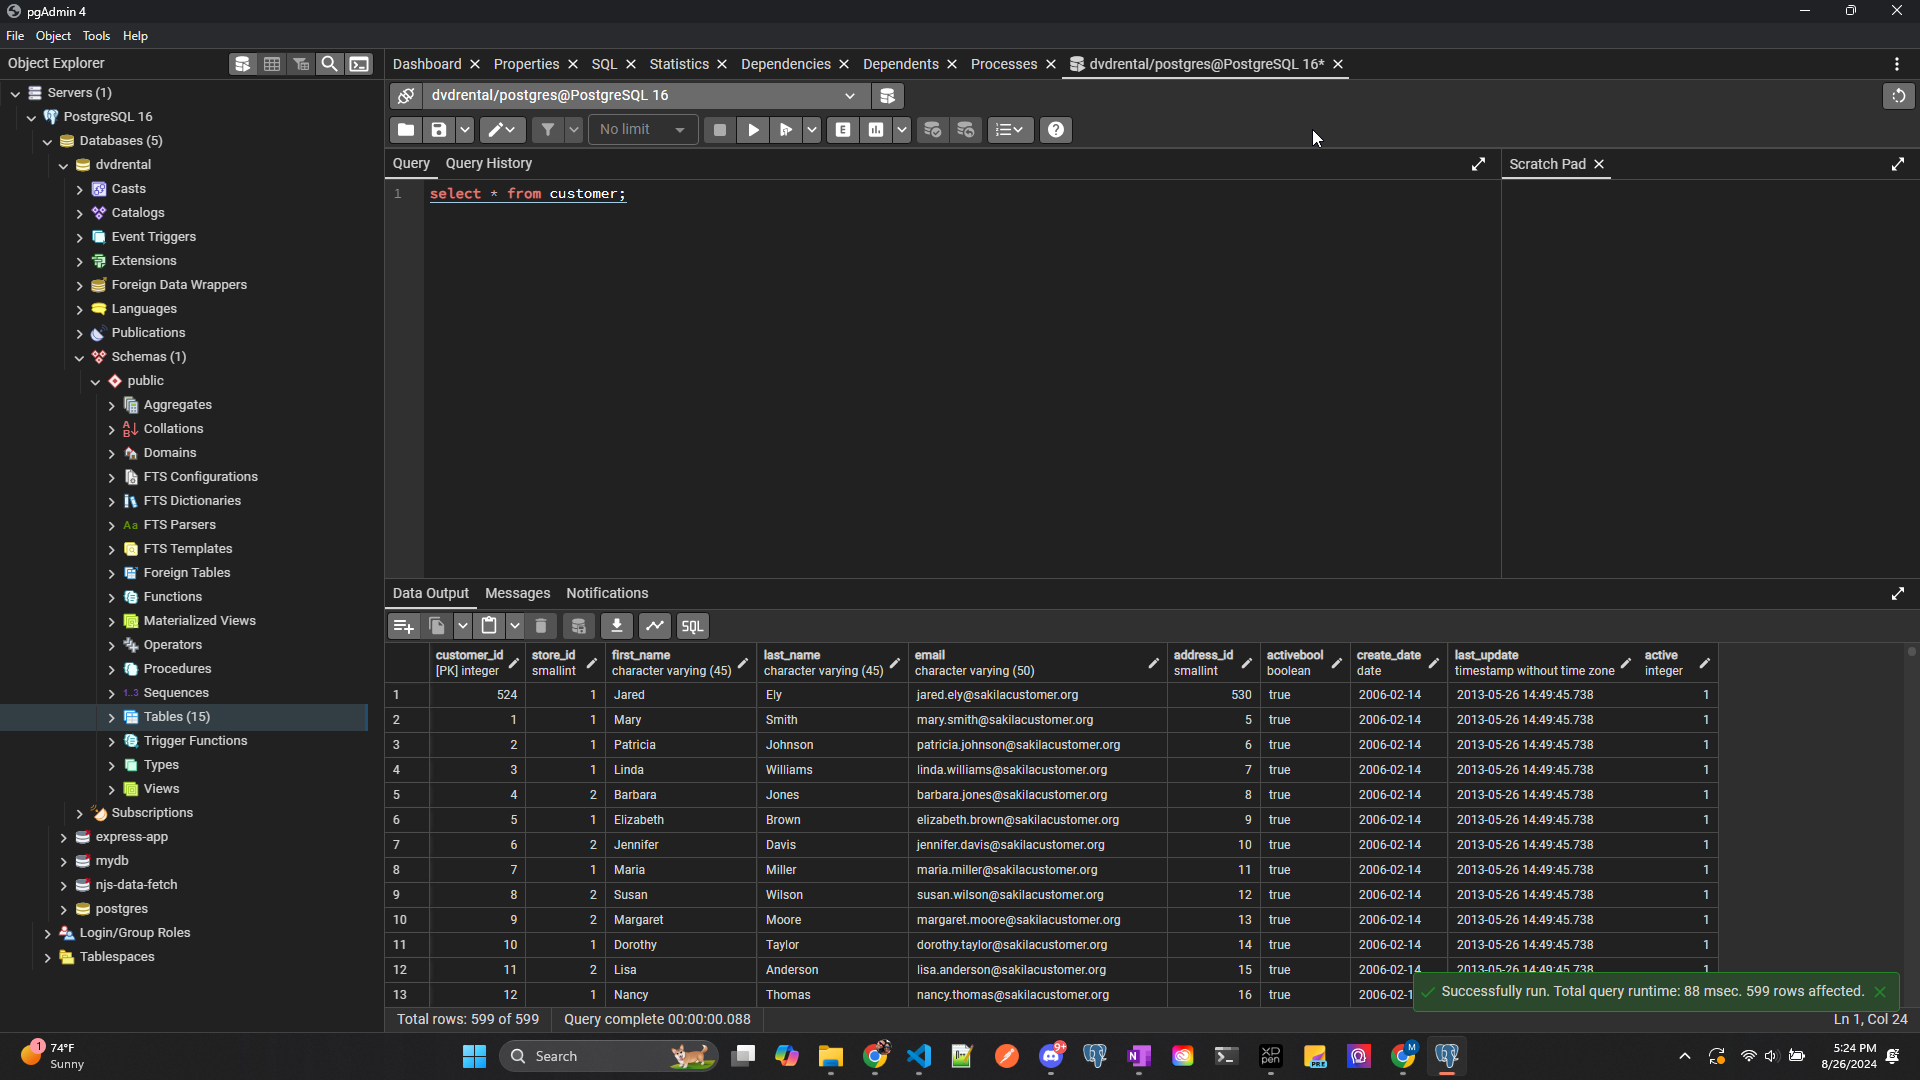 pgAdmin 4
File Object Tools Help
Object Explorer
Dashboard Properties SQL Statistics Dependencies Dependents Processes dvdrental/postgres@PostgreSQL 16*
Servers (1)
PostgreSQL 16
Databases (5)
dvdrental
Casts
Catalogs
Event Triggers
Extensions
Foreign Data Wrappers
Languages
Publications
Schemas (1)
public
Aggregates
Collations
Domains
FTS Configurations
FTS Dictionaries
FTS Parsers
FTS Templates
Foreign Tables
Functions
Materialized Views
Operators
Procedures
1..3 Sequences
Tables (15)
Trigger Functions
Types
Views
Subscriptions
express-app
mydb
njs-data-fetch
postgres
Login/Group Roles
Tablespaces
dvdrental/postgres@PostgreSQL 16
No limit
E
Query Query History
Scratch Pad
1 select * from customer;
Data Output Messages Notifications
SQL
customer_id store_id first_name last_name email address_id activebool create_date last_update active
[PK] integer smallint character varying (45) character varying (45) character varying (50) smallint boolean date timestamp without time zone integer
1 524 1 Jared Ely jared.ely@sakilacustomer.org 530 true 2006-02-14 2013-05-26 14:49:45.738 1
2 1 1 Mary Smith mary.smith@sakilacustomer.org 5 true 2006-02-14 2013-05-26 14:49:45.738 1
3 2 1 Patricia Johnson patricia.johnson@sakilacustomer.org 6 true 2006-02-14 2013-05-26 14:49:45.738 1
4 3 1 Linda Williams linda.williams@sakilacustomer.org 7 true 2006-02-14 2013-05-26 14:49:45.738 1
5 4 2 Barbara Jones barbara.jones@sakilacustomer.org 8 true 2006-02-14 2013-05-26 14:49:45.738 1
6 5 1 Elizabeth Brown elizabeth.brown@sakilacustomer.org 9 true 2006-02-14 2013-05-26 14:49:45.738 1
7 6 2 Jennifer Davis jennifer.davis@sakilacustomer.org 10 true 2006-02-14 2013-05-26 14:49:45.738 1
8 7 1 Maria Miller maria.miller@sakilacustomer.org 11 true 2006-02-14 2013-05-26 14:49:45.738 1
9 8 2 Susan Wilson susan.wilson@sakilacustomer.org 12 true 2006-02-14 2013-05-26 14:49:45.738 1
10 9 2 Margaret Moore margaret.moore@sakilacustomer.org 13 true 2006-02-14 2013-05-26 14:49:45.738 1
11 10 1 Dorothy Taylor dorothy.taylor@sakilacustomer.org 14 true 2006-02-14 2013-05-26 14:49:45.738 1
12 11 2 Lisa Anderson lisa.anderson@sakilacustomer.org 15 true 2006-02-14 2013-05-26 14:49:45.738 1
13 12 1 Nancy Thomas nancy.thomas@sakilacustomer.org 16 true 2006-02-1
Successfully run. Total query runtime: 88 msec. 599 rows affected.
Total rows: 599 of 599 Query complete 00:00:00.088
Ln 1, Col 24
1 74°F
Sunny
Search
9+
XP
pen
PRE
M
5:24 PM
8/26/2024